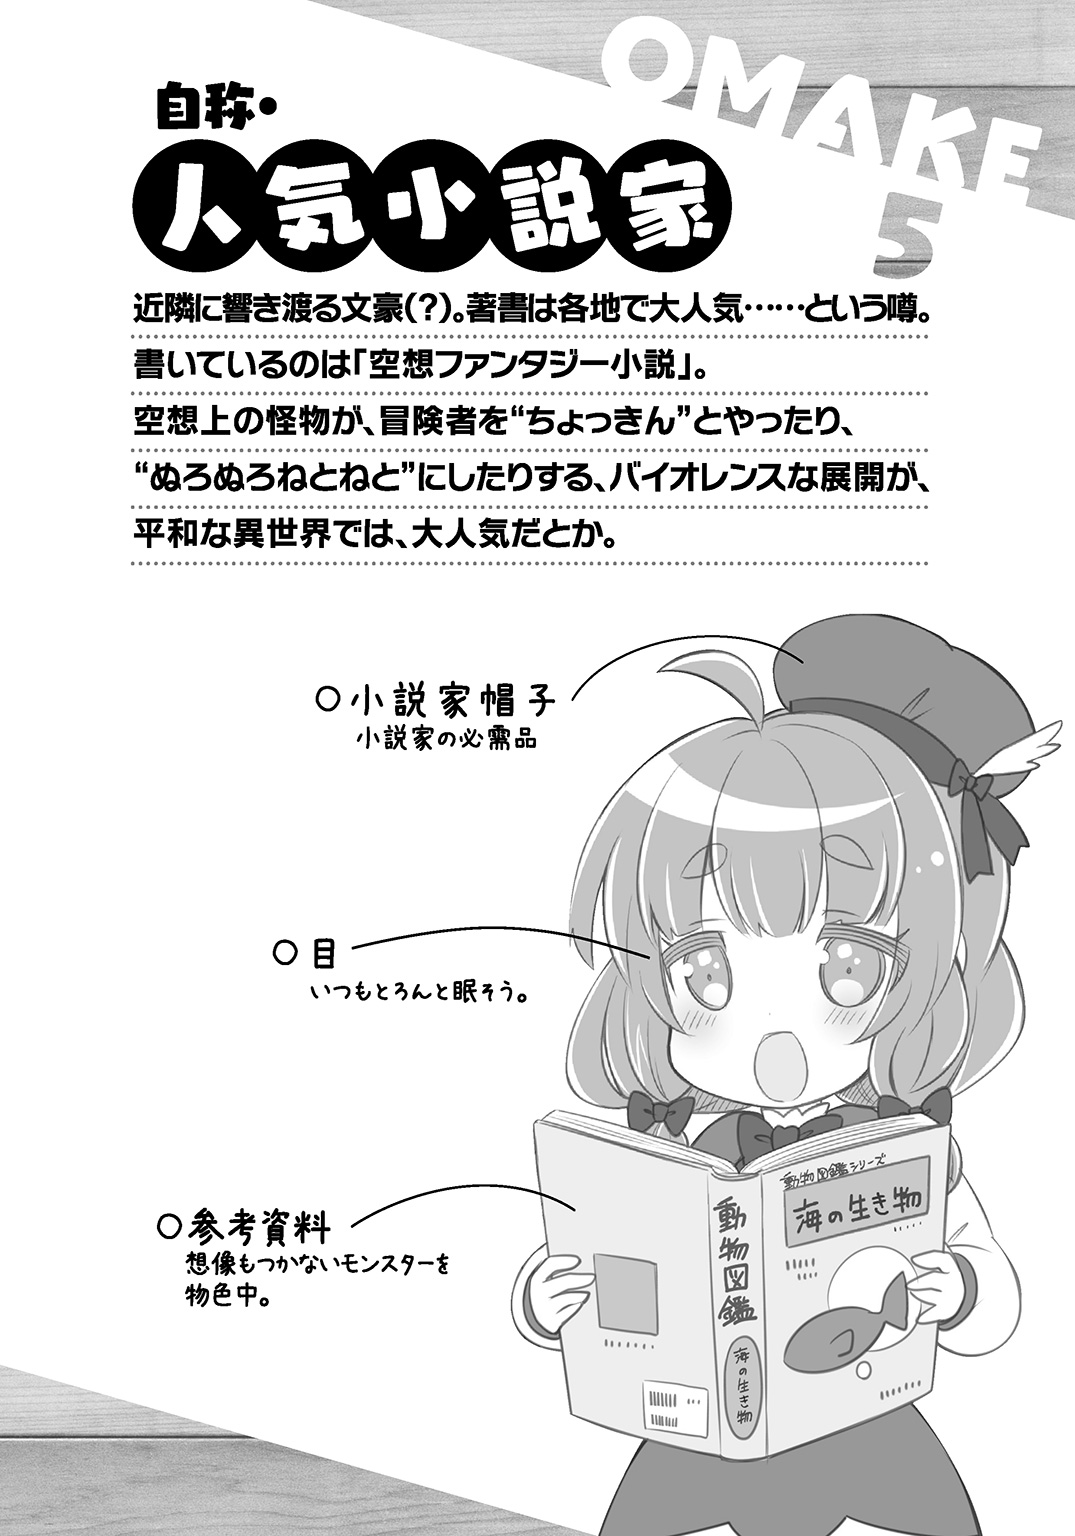 OMAKE
5
自称・
人気小説家
近隣に響き渡る文豪(?)。著書は各地で大人気……という噂。
書いているのは「空想ファンタジー小説」。
空想上の怪物が、冒険者を“ちょっきん”とやったり、
“ぬろぬろねとねと”にしたりする、バイオレンスな展開が、
平和な異世界では、大人気だとか。
○小説家帽子
小説家の必需品
○目
いつもとろんと眠そう。
○参考資料
想像もつかないモンスターを
物色中。
動物図鑑シリーズ
海の生き物
動物図鑑
海の生き物